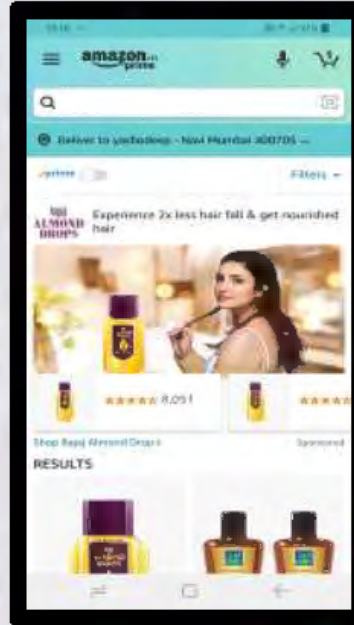 amazon.in
prime
Deliver to yashodeep - Navi Mumbai 400705
prime
Filters
ALMOND
DROPS
Experience 2x less hair fall & get nourished
hair
8,051
Shop Bajaj Almond Drops
Sponsored
RESULTS